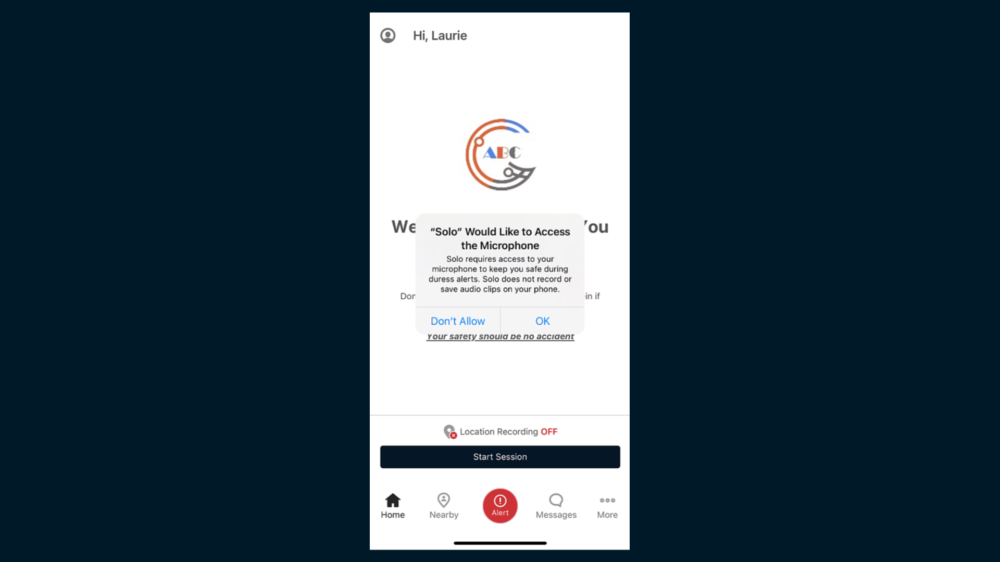 Hi, Laurie
ABC
We
You
“Solo” Would Like to Access
the Microphone
Solo requires access to your
microphone to keep you safe during
duress alerts. Solo does not record or
save audio clips on your phone.
Don
in if
Don’t Allow
OK
Your safety should be no accident
Location Recording OFF
Start Session
Home
Nearby
Alert
Messages
More